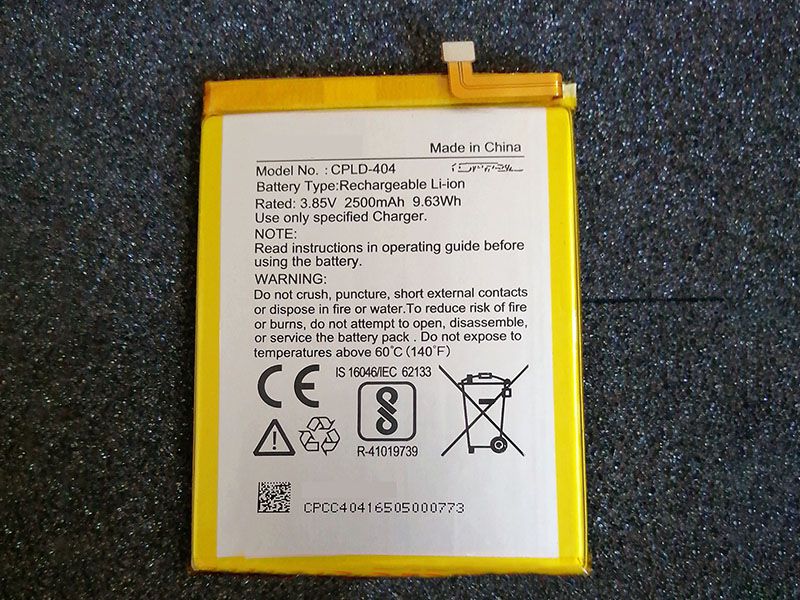 Made in China
Model No. : CPLD-404
Battery Type:Rechargeable Li-ion
Rated: 3.85V 2500mAh 9.63Wh
Use only specified Charger.
NOTE:
Read instructions in operating guide before
using the battery.
WARNING:
Do not crush, puncture, short external contacts
or dispose in fire or water.To reduce risk of fire
or burns, do not attempt to open, disassemble,
or service the battery pack . Do not expose to
temperatures above 60°C (140°F)
CE
IS 16046/IEC 62133
R-41019739
CPCC40416505000773